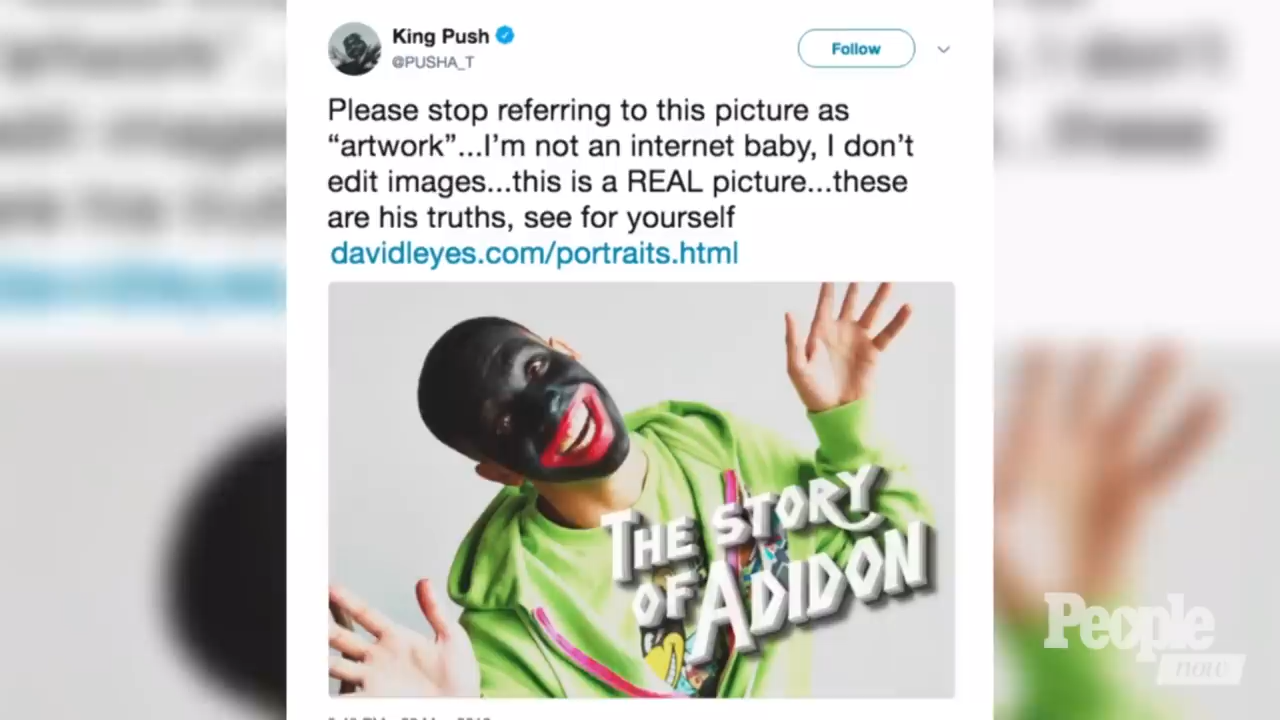 King Push
@PUSHA_T
Follow
Please stop referring to this picture as
“artwork”...I’m not an internet baby, I don’t
edit images...this is a REAL picture...these
are his truths, see for yourself
davidleyes.com/portraits.html
THE STORY
OF ADIDON
People
now